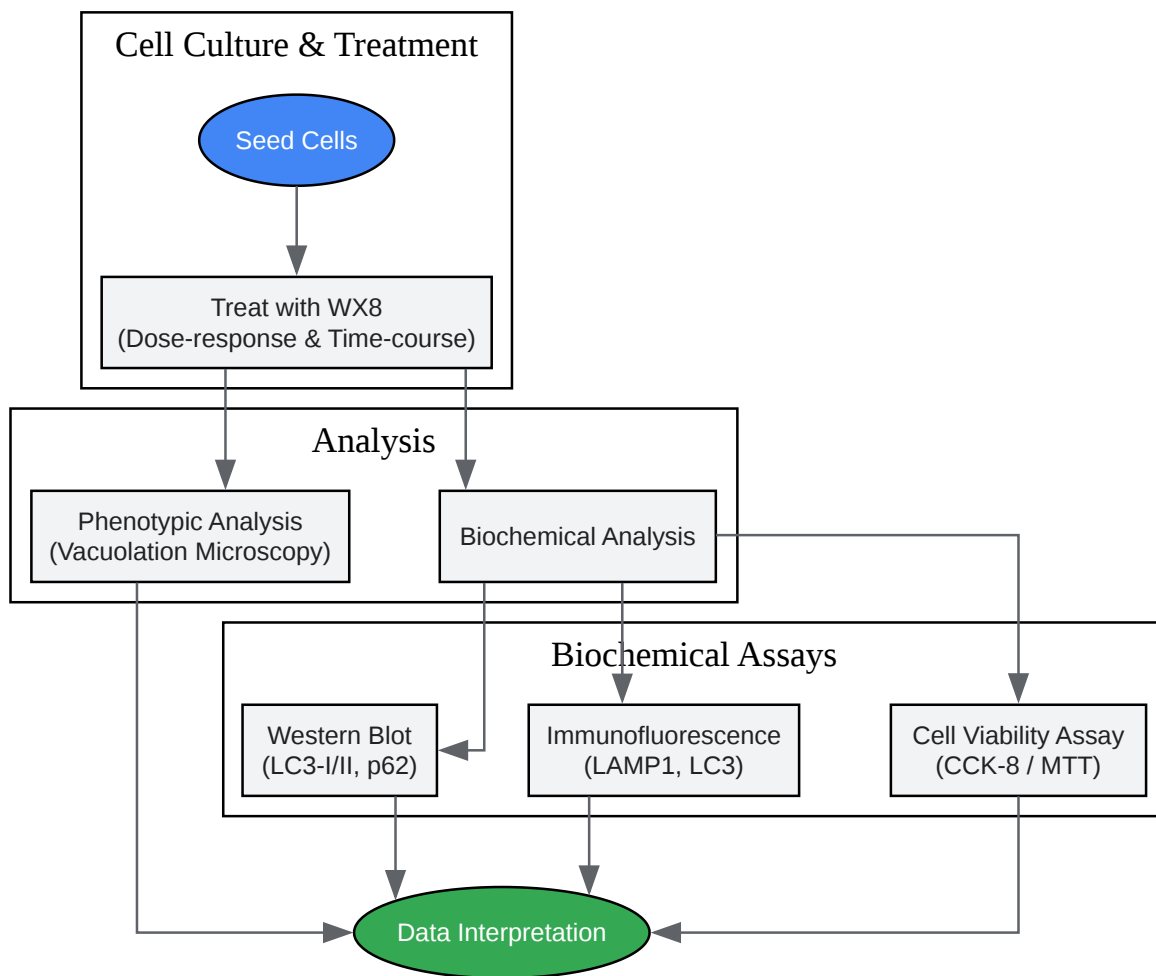 Cell Culture & Treatment
Seed Cells
Treat with WX8
(Dose-response & Time-course)
Analysis
Phenotypic Analysis
(Vacuolation Microscopy)
Biochemical Analysis
Biochemical Assays
Western Blot
(LC3-I/II, p62)
Immunofluorescence
(LAMP1, LC3)
Cell Viability Assay
(CCK-8 / MTT)
Data Interpretation